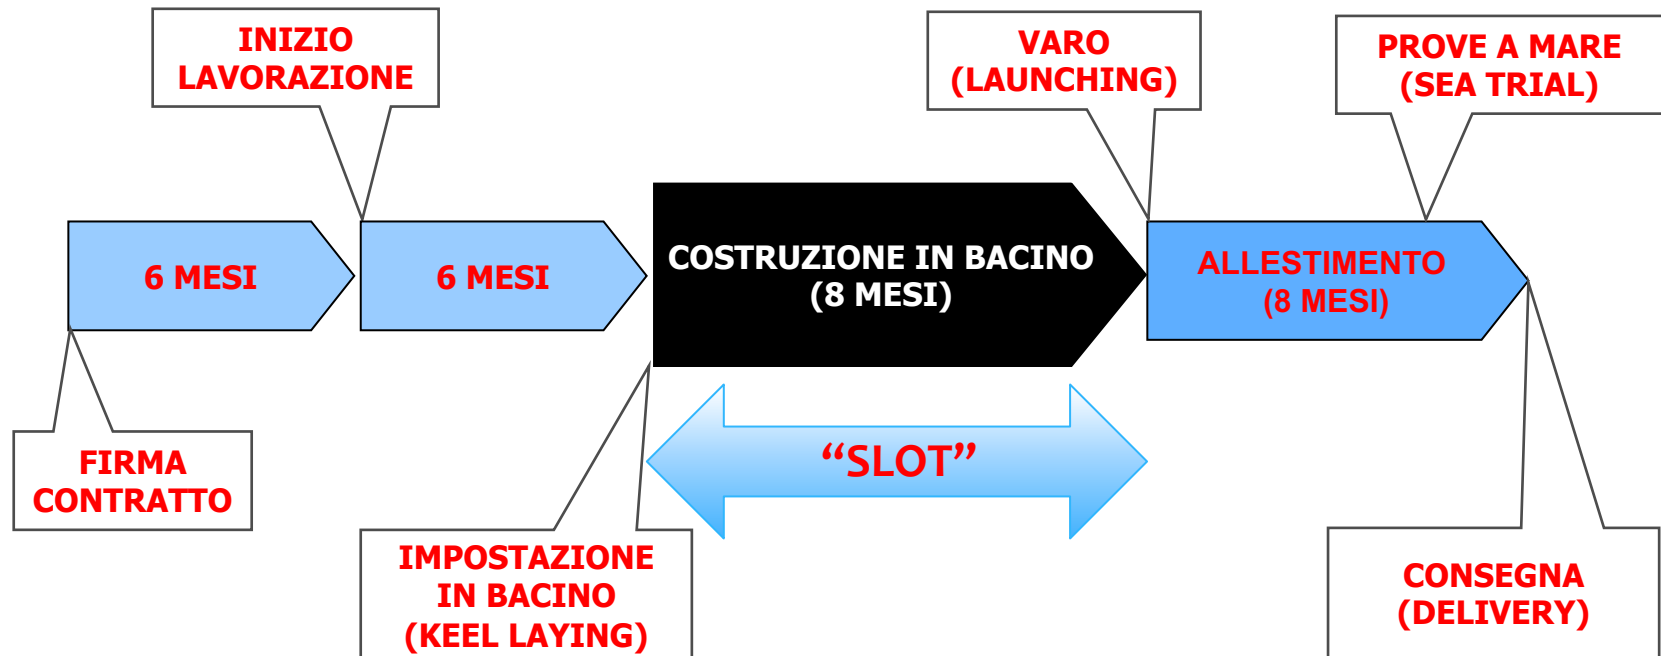 INIZIO
LAVORAZIONE
VARO
(LAUNCHING)
PROVE A MARE
(SEA TRIAL)
6 MESI
6 MESI
COSTRUZIONE IN BACINO
(8 MESI)
ALLESTIMENTO
(8 MESI)
“SLOT”
FIRMA
CONTRATTO
IMPOSTAZIONE
IN BACINO
(KEEL LAYING)
CONSEGNA
(DELIVERY)